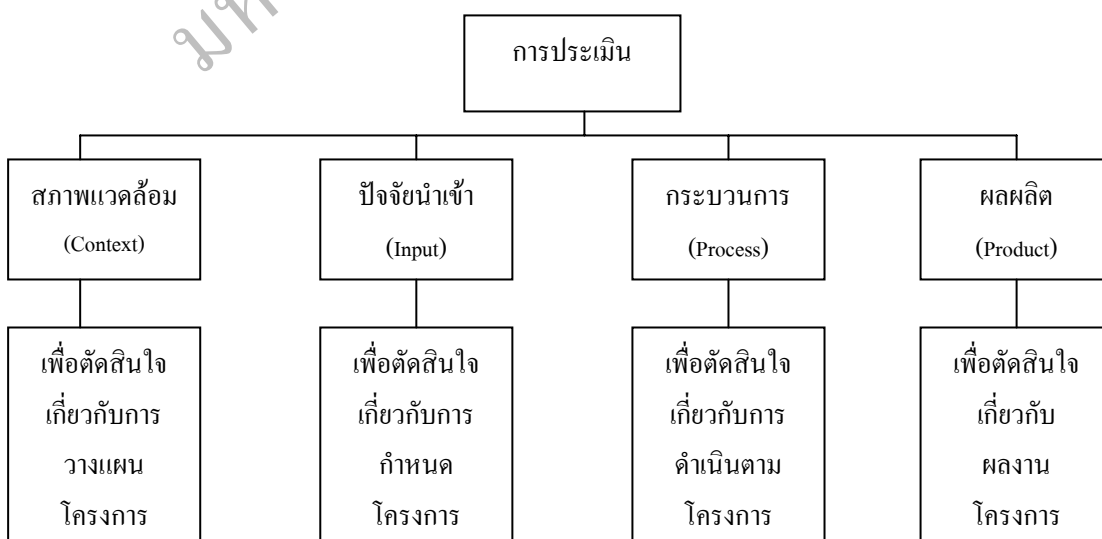 การประเมิน
สภาพแวดล้อม
(Context)
ปัจจัยนำเข้า
(Input)
กระบวนการ
(Process)
ผลผลิต
(Product)
เพื่อตัดสินใจ
เกี่ยวกับการ
วางแผน
โครงการ
เพื่อตัดสินใจ
เกี่ยวกับการ
กำหนด
โครงการ
เพื่อตัดสินใจ
เกี่ยวกับการ
ดำเนินตาม
โครงการ
เพื่อตัดสินใจ
เกี่ยวกับ
ผลงาน
โครงการ